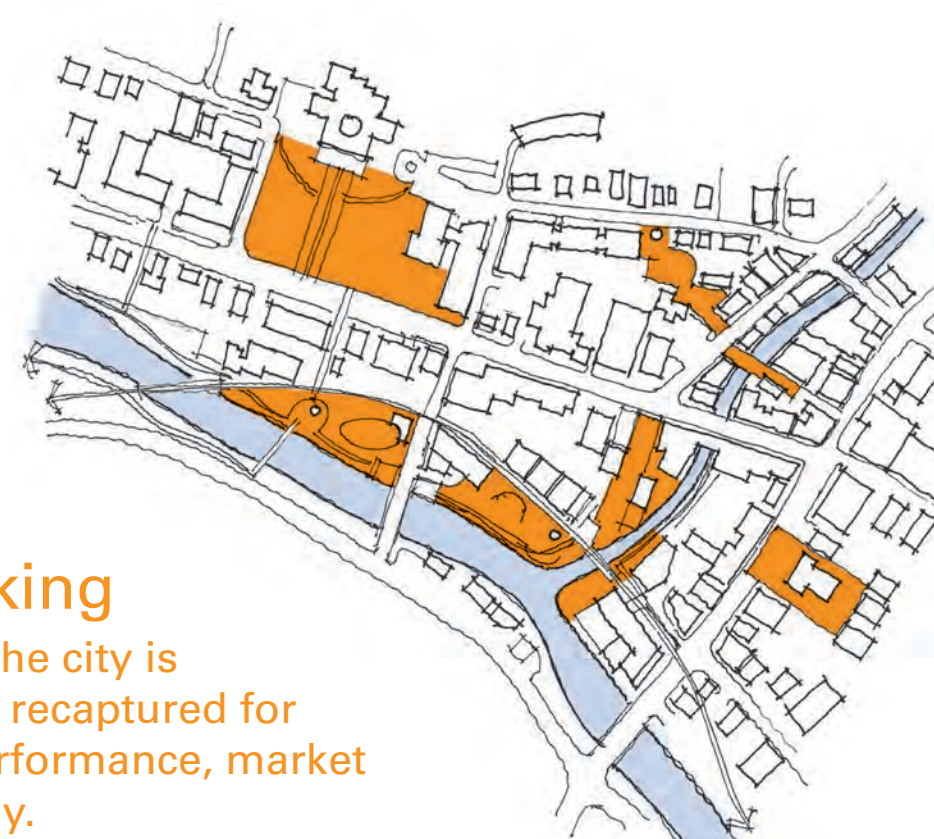 king
he city is
recaptured for
rformance, market
y.